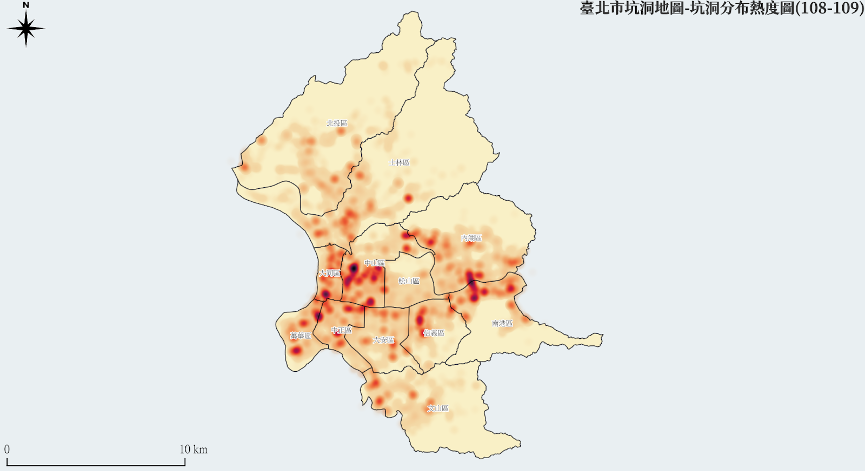 N
臺北市坑洞地圖-坑洞分布熱度圖(108-109)
北投區
士林區
內湖區
中山區
大同區
松山區
南港區
萬華區
中正區
信義區
大安區
文山區
0
10 km